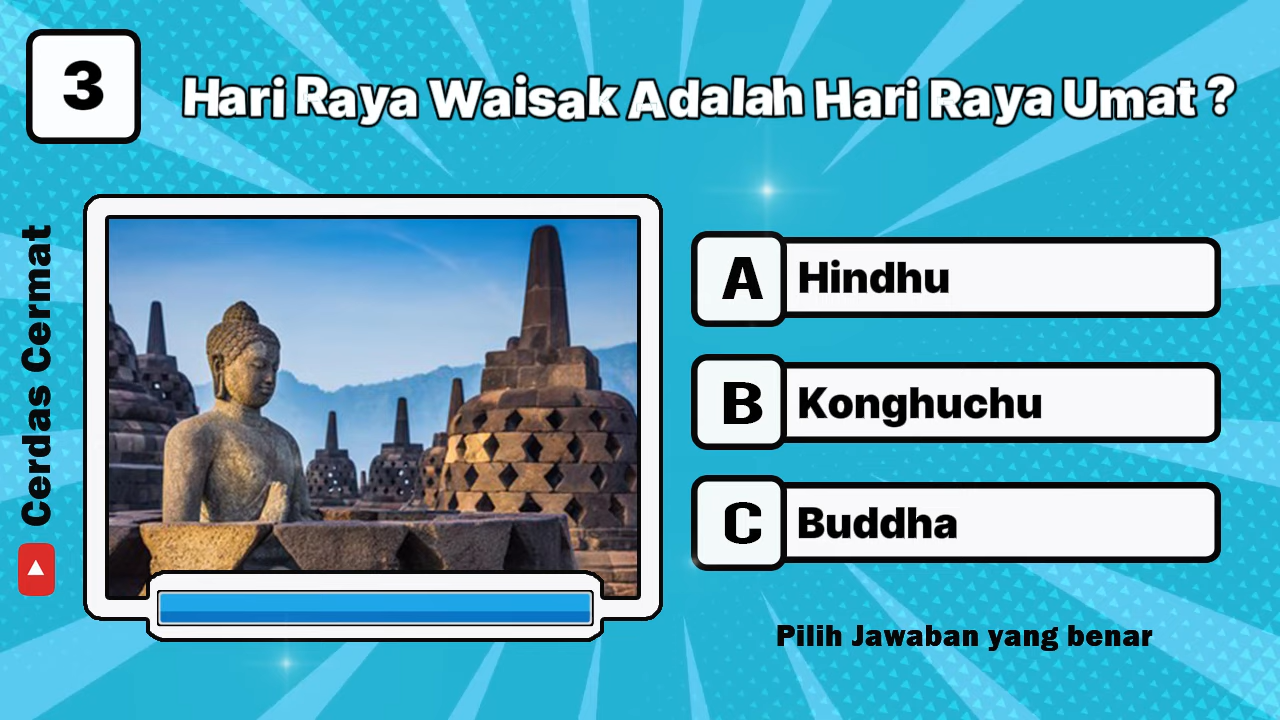 3
Hari Raya Waisak Adalah Hari Raya Umat ?
Cerdas Cermat
A Hindhu
B Konghuchu
C Buddha
Pilih Jawaban yang benar